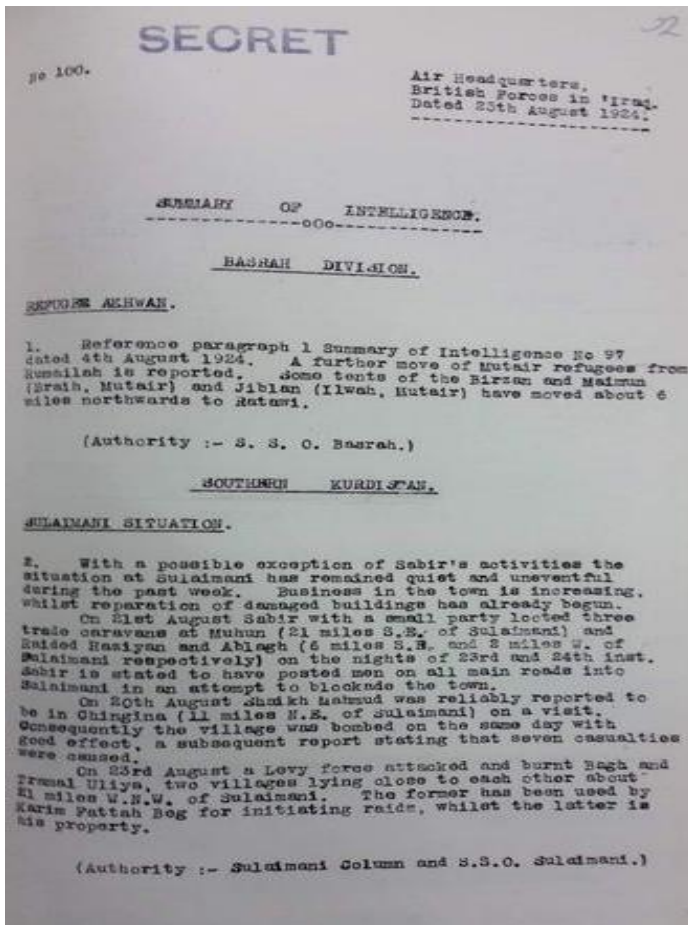 SECRET
No 100.
Air Headquarters,
British Forces in 'Iraq.
Dated 25th August 1924.
SUMMARY OF INTELLIGENCE.
---------------oOo---------------
BASRAH DIVISION.
REFUGEE AKHWAN.
1. Reference paragraph 1 Summary of Intelligence No 97
dated 4th August 1924. A further move of Mutair refugees from
Rumailah is reported. Some tents of the Birzan and Maimun
(Braih, Mutair) and Jiblan (Ilwah, Mutair) have moved about 6
miles northwards to Ratawi.
(Authority :- S. S. O. Basrah.)
SOUTHERN KURDISTAN.
SULAIMANI SITUATION.
2. With a possible exception of Sabir's activities the
situation at Sulaimani has remained quiet and uneventful
during the past week. Business in the town is increasing,
whilst reparation of damaged buildings has already begun.
On 21st August Sabir with a small party looted three
trade caravans at Muhun (21 miles S.E. of Sulaimani) and
Raided Hasiyan and Ablagh (6 miles S.E. and 2 miles W. of
Sulaimani respectively) on the nights of 23rd and 24th inst.
Sabir is stated to have posted men on all main roads into
Sulaimani in an attempt to blockade the town.
On 20th August Shaikh Mahmud was reliably reported to
be in Chingina (11 miles N.E. of Sulaimani) on a visit.
Consequently the village was bombed on the same day with
good effect, a subsequent report stating that seven casualties
were caused.
On 23rd August a Levy force attacked and burnt Bagh and
Tramal Uliya, two villages lying close to each other about
21 miles W.N.W. of Sulaimani. The former has been used by
Karim Fattah Beg for initiating raids, whilst the latter is
his property.
(Authority :- Sulaimani Column and S.S.O. Sulaimani.)